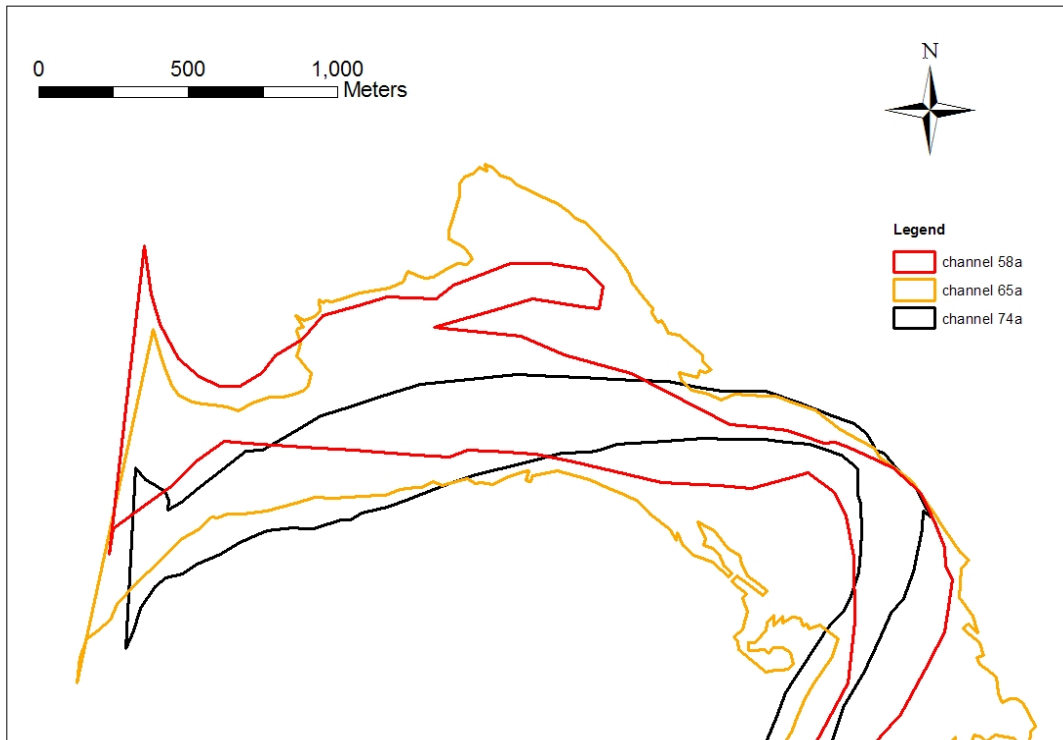 N
0 500 1,000
Meters
Legend
channel 58a
channel 65a
channel 74a